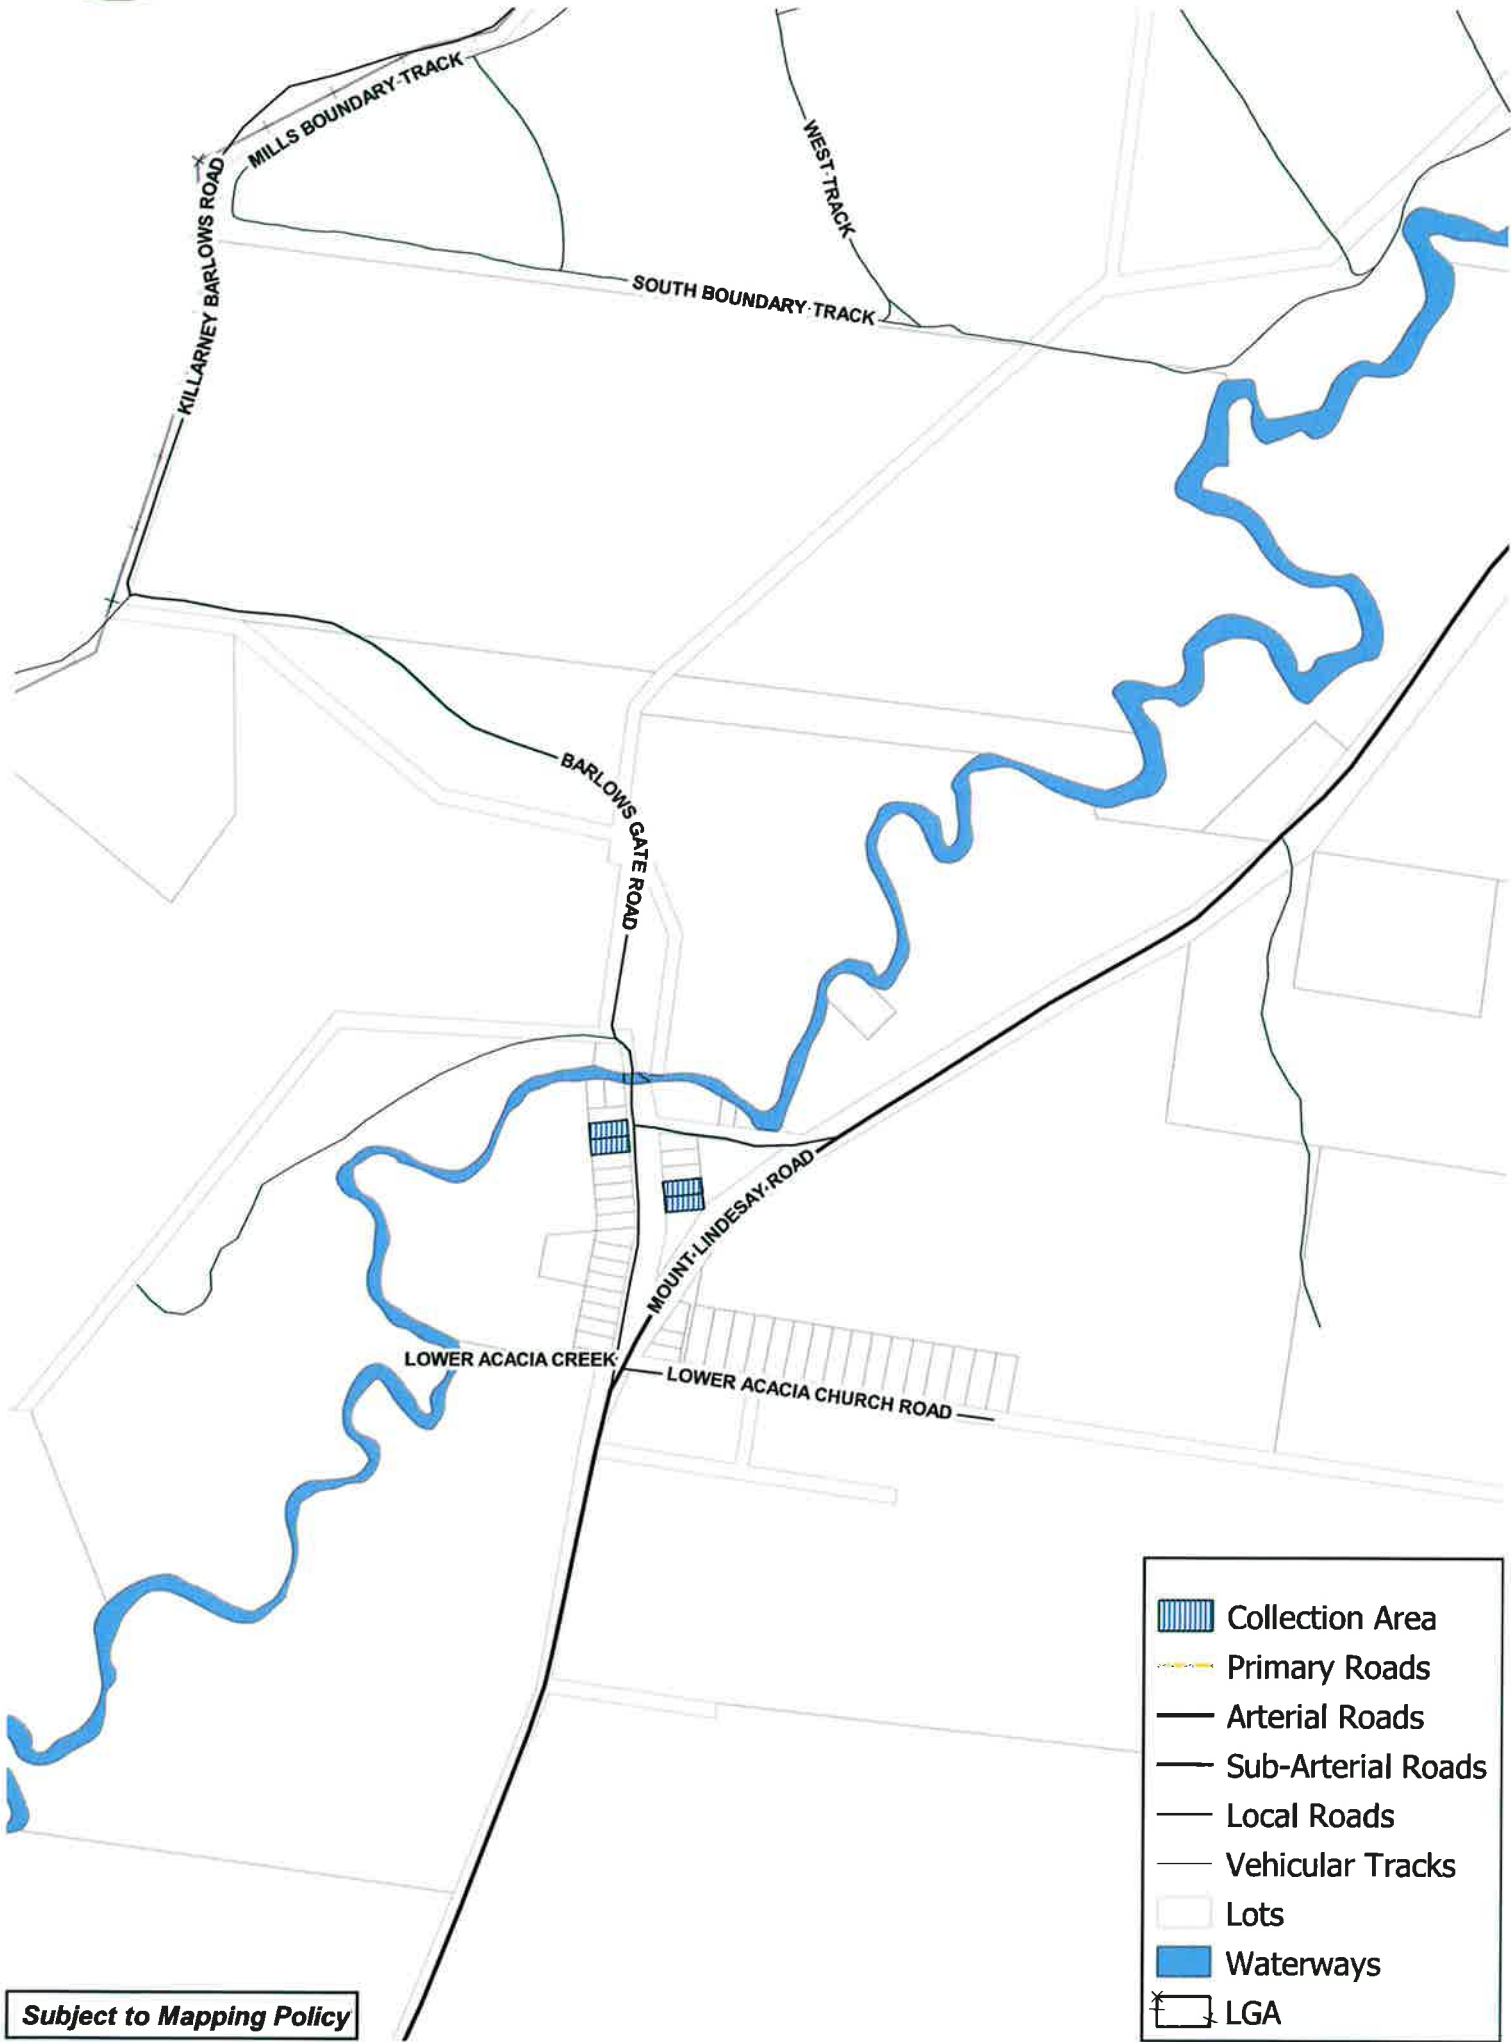 MILLS BOUNDARY TRACK
WEST TRACK
KILLARNEY BARLOWS ROAD
SOUTH BOUNDARY TRACK
BARLOWS GATE ROAD
MOUNT LINDESAY ROAD
LOWER ACACIA CREEK
LOWER ACACIA CHURCH ROAD
Collection Area
Primary Roads
Arterial Roads
Sub-Arterial Roads
Local Roads
Vehicular Tracks
Lots
Waterways
LGA
Subject to Mapping Policy